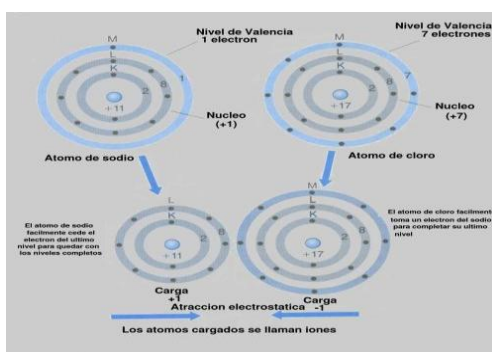 Nivel de Valencia
1 electron
Nivel de Valencia
7 electrones
M
L
K
2
8
1
+11
Nucleo
(+1)
Atomo de sodio
M
L
K
2
8
7
+17
Nucleo
(+7)
Atomo de cloro
El atomo de sodio
facilmente cede el
electron del ultimo
nivel para quedar con
los niveles completos
L
K
2
8
+11
Carga
+1
M
L
K
2
8
+17
Carga
-1
El atomo de cloro facilment
toma un electron del sodio
para completar su ultimo
nivel
Atraccion electrostatica
Los atomos cargados se llaman iones